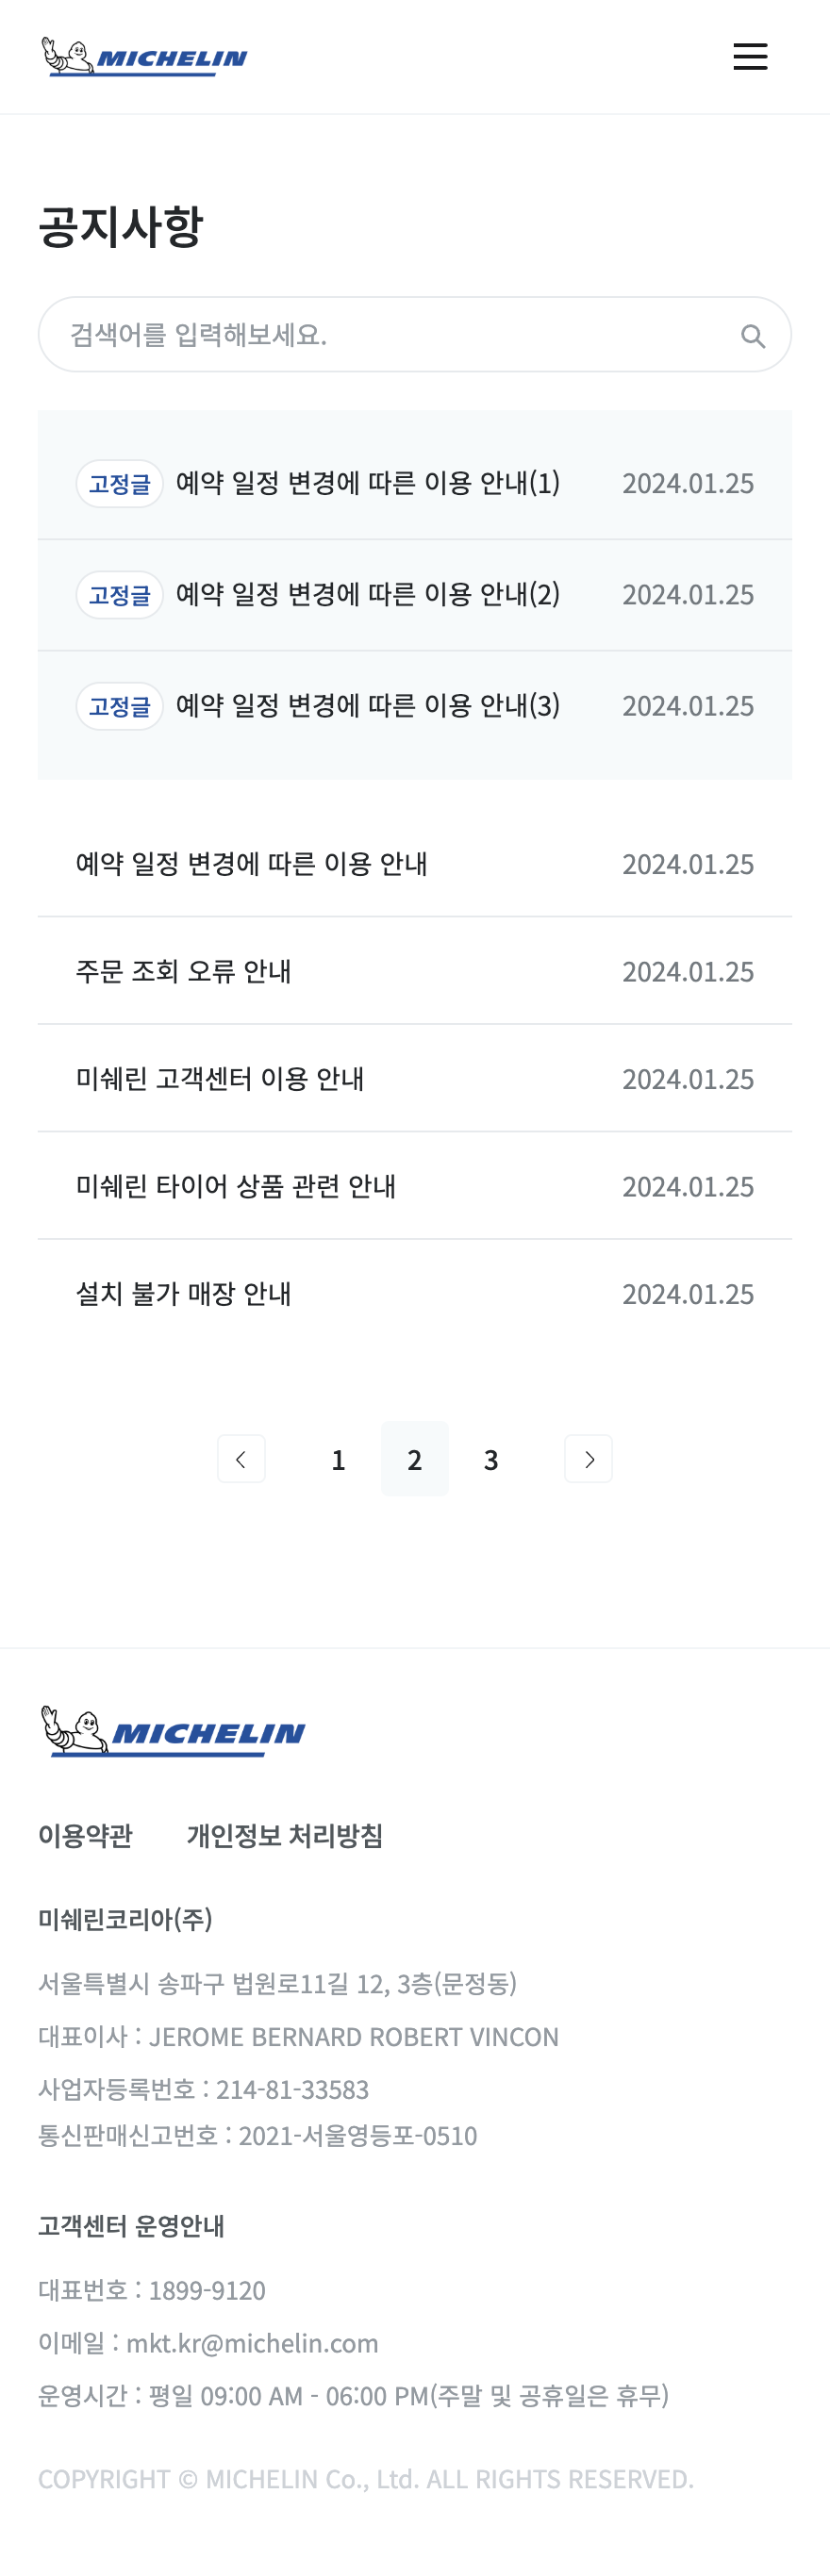 MICHELIN
공지사항
검색어를 입력해보세요.
고정글 예약 일정 변경에 따른 이용 안내(1) 2024.01.25
고정글 예약 일정 변경에 따른 이용 안내(2) 2024.01.25
고정글 예약 일정 변경에 따른 이용 안내(3) 2024.01.25
예약 일정 변경에 따른 이용 안내 2024.01.25
주문 조회 오류 안내 2024.01.25
미쉐린 고객센터 이용 안내 2024.01.25
미쉐린 타이어 상품 관련 안내 2024.01.25
설치 불가 매장 안내 2024.01.25
1 2 3
MICHELIN
이용약관 개인정보 처리방침
미쉐린코리아(주)
서울특별시 송파구 법원로11길 12, 3층(문정동)
대표이사 : JEROME BERNARD ROBERT VINCON
사업자등록번호 : 214-81-33583
통신판매신고번호 : 2021-서울영등포-0510
고객센터 운영안내
대표번호 : 1899-9120
이메일 : mkt.kr@michelin.com
운영시간 : 평일 09:00 AM - 06:00 PM(주말 및 공휴일은 휴무)
COPYRIGHT © MICHELIN Co., Ltd. ALL RIGHTS RESERVED.